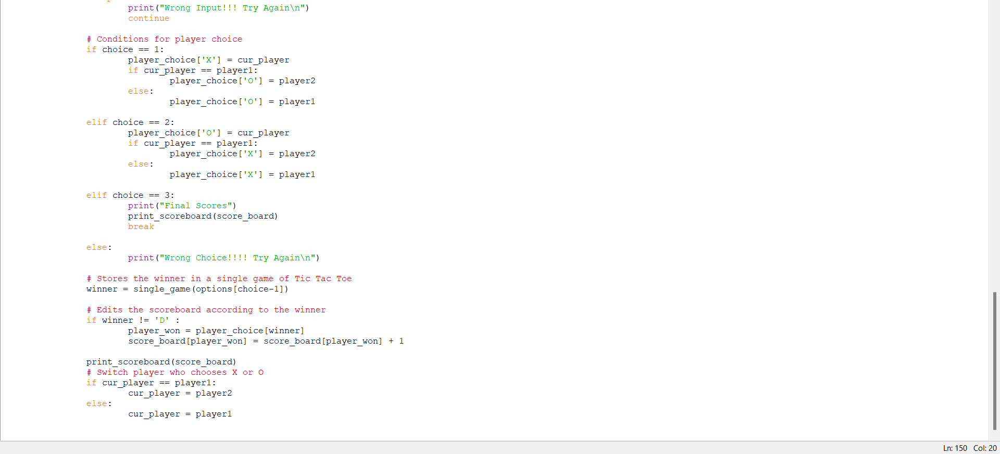 print("Wrong Input!!! Try Again\n")
continue
# Conditions for player choice
if choice == 1:
player_choice['X'] = cur_player
if cur_player == player1:
player_choice['O'] = player2
else:
player_choice['O'] = player1
elif choice == 2:
player_choice['O'] = cur_player
if cur_player == player1:
player_choice['X'] = player2
else:
player_choice['X'] = player1
elif choice == 3:
print("Final Scores")
print_scoreboard(score_board)
break
else:
print("Wrong Choice!!!! Try Again\n")
# Stores the winner in a single game of Tic Tac Toe
winner = single_game(options[choice-1])
# Edits the scoreboard according to the winner
if winner != 'D' :
player_won = player_choice[winner]
score_board[player_won] = score_board[player_won] + 1
print_scoreboard(score_board)
# Switch player who chooses X or O
if cur_player == player1:
cur_player = player2
else:
cur_player = player1
Ln: 150 Col: 20